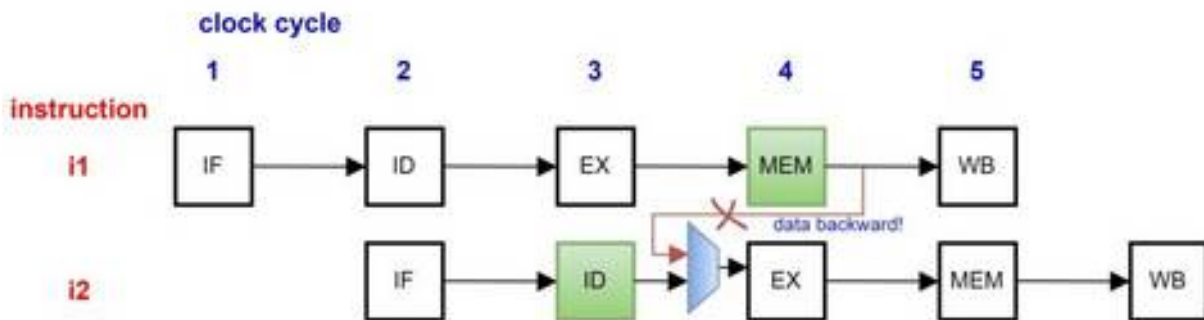 clock cycle
1 2 3 4 5
instruction
i1 IF ID EX MEM WB
data backward!
i2 IF ID EX MEM WB